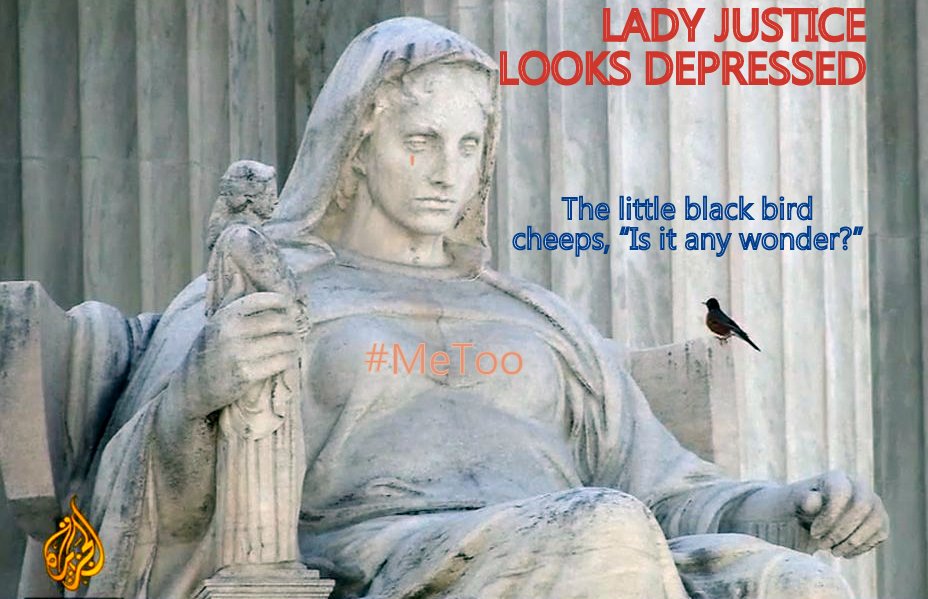 LADY JUSTICE
LOOKS DEPRESSED
The little black bird
cheeps, “Is it any wonder?”
#MeToo
الجزيرة